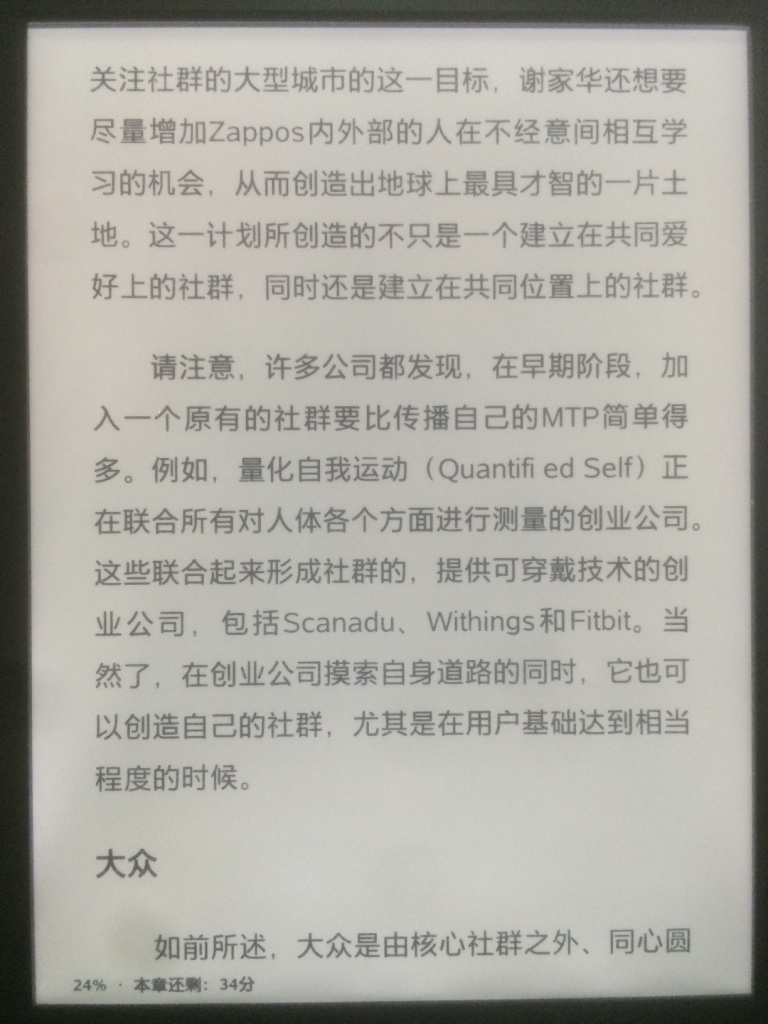 关注社群的大型城市的这一目标，谢家华还想要
尽量增加Zappos内外部的人在不经意间相互学
习的机会，从而创造出地球上最具才智的一片土
地。这一计划所创造的不只是一个建立在共同爱
好上的社群，同时还是建立在共同位置上的社群。
请注意，许多公司都发现，在早期阶段，加
入一个原有的社群要比传播自己的MTP简单得
多。例如，量化自我运动（Quantifi ed Self）正
在联合所有对人体各个方面进行测量的创业公司。
这些联合起来形成社群的，提供可穿戴技术的创
业公司，包括Scanadu、Withings和Fitbit。当
然了，在创业公司摸索自身道路的同时，它也可
以创造自己的社群，尤其是在用户基础达到相当
程度的时候。
大众
如前所述，大众是由核心社群之外、同心圆
24% · 本章还剩：34分